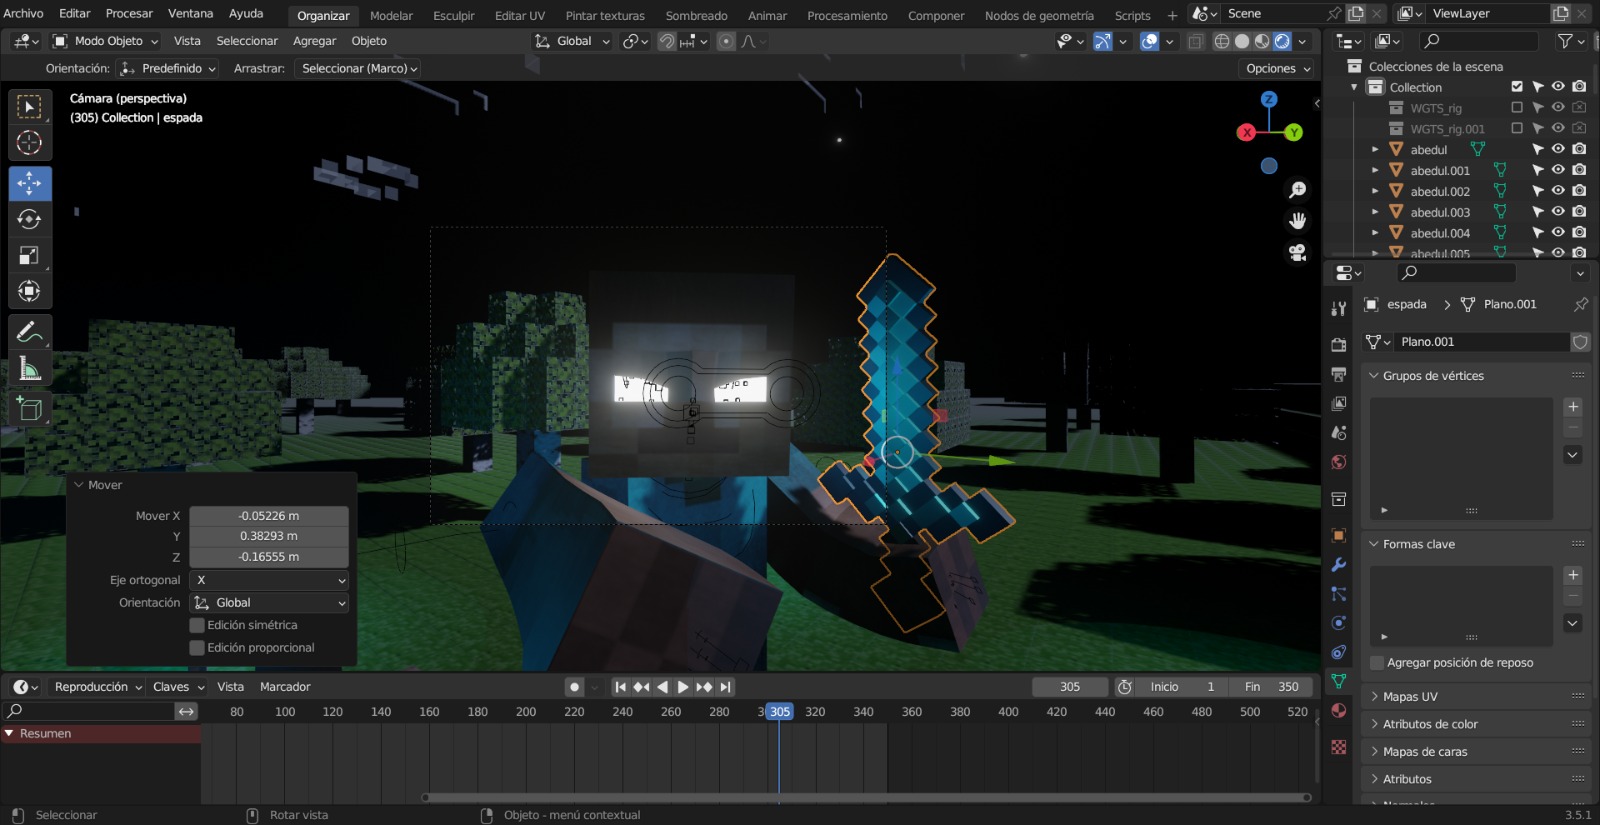 Archivo Editar Procesar Ventana Ayuda Organizar Modelar Esculpir Editar UV Pintar texturas Sombreado Animar Procesamiento Componer Nodos de geometría Scripts + Scene ViewLayer
Modo Objeto Vista Seleccionar Agregar Objeto Global
Orientación: Predefinido Arrastrar: Seleccionar (Marco) Opciones
Cámara (perspectiva)
(305) Collection | espada
Z
X Y
Colecciones de la escena
Collection
WGTS_rig
WGTS_rig.001
abedul
abedul.001
abedul.002
abedul.003
abedul.004
abedul.005
espada > Plano.001
Plano.001
Grupos de vértices
Formas clave
Agregar posición de reposo
Mapas UV
Atributos de color
Mapas de caras
Atributos
Mover
Mover X -0.05226 m
Y 0.38293 m
Z -0.16555 m
Eje ortogonal X
Orientación Global
Edición simétrica
Edición proporcional
Reproducción Claves Vista Marcador 305 Inicio 1 Fin 350
80 100 120 140 160 180 200 220 240 260 280 305 320 340 360 380 400 420 440 460 480 500 520
Resumen
Seleccionar Rotar vista Objeto - menú contextual 3.5.1